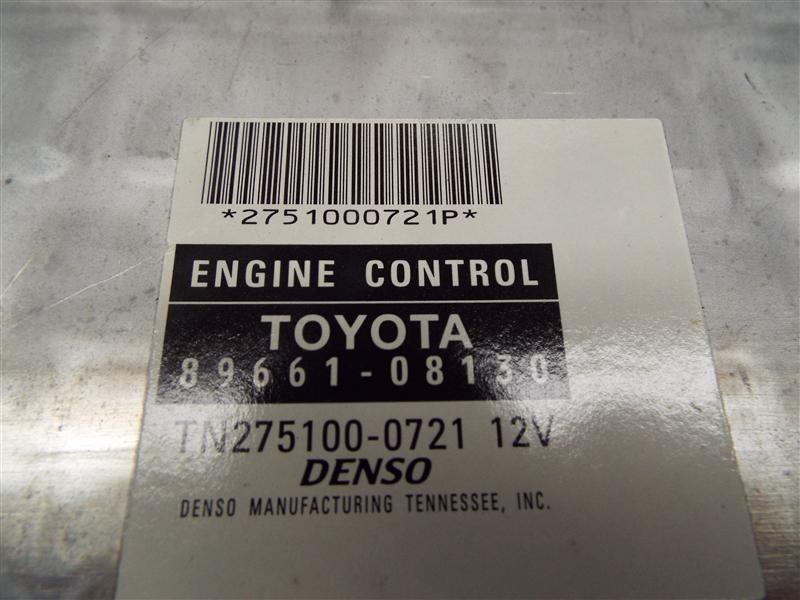 *2751000721P*
ENGINE CONTROL
TOYOTA
89661-08130
TN275100-0721 12V
DENSO
DENSO MANUFACTURING TENNESSEE, INC.